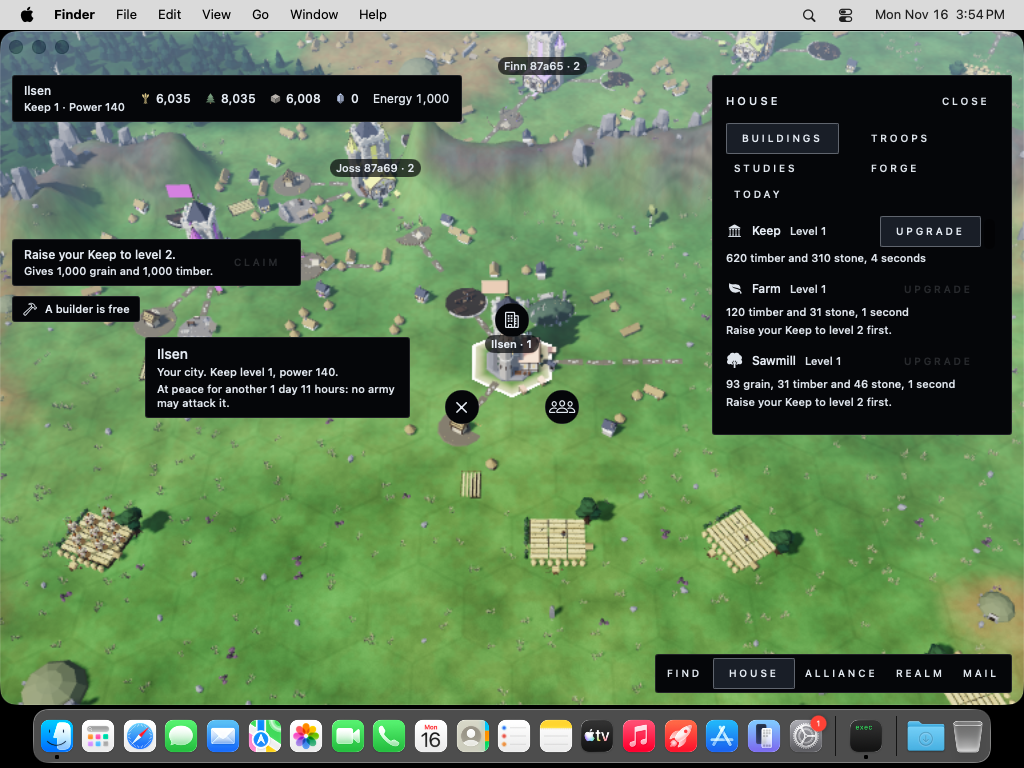 Finder File Edit View Go Window Help Mon Nov 16 3:54 PM
Finn 87a65 · 2
Ilsen
Keep 1 · Power 140
6,035 8,035 6,008 0 Energy 1,000
Joss 87a69 · 2
Raise your Keep to level 2.
Gives 1,000 grain and 1,000 timber.
CLAIM
A builder is free
Ilsen · 1
Ilsen
Your city. Keep level 1, power 140.
At peace for another 1 day 11 hours: no army
may attack it.
HOUSE CLOSE
BUILDINGS TROOPS
STUDIES FORGE
TODAY
Keep Level 1 UPGRADE
620 timber and 310 stone, 4 seconds
Farm Level 1 UPGRADE
120 timber and 31 stone, 1 second
Raise your Keep to level 2 first.
Sawmill Level 1 UPGRADE
93 grain, 31 timber and 46 stone, 1 second
Raise your Keep to level 2 first.
FIND HOUSE ALLIANCE REALM MAIL
Mon
16
tv
1
exec